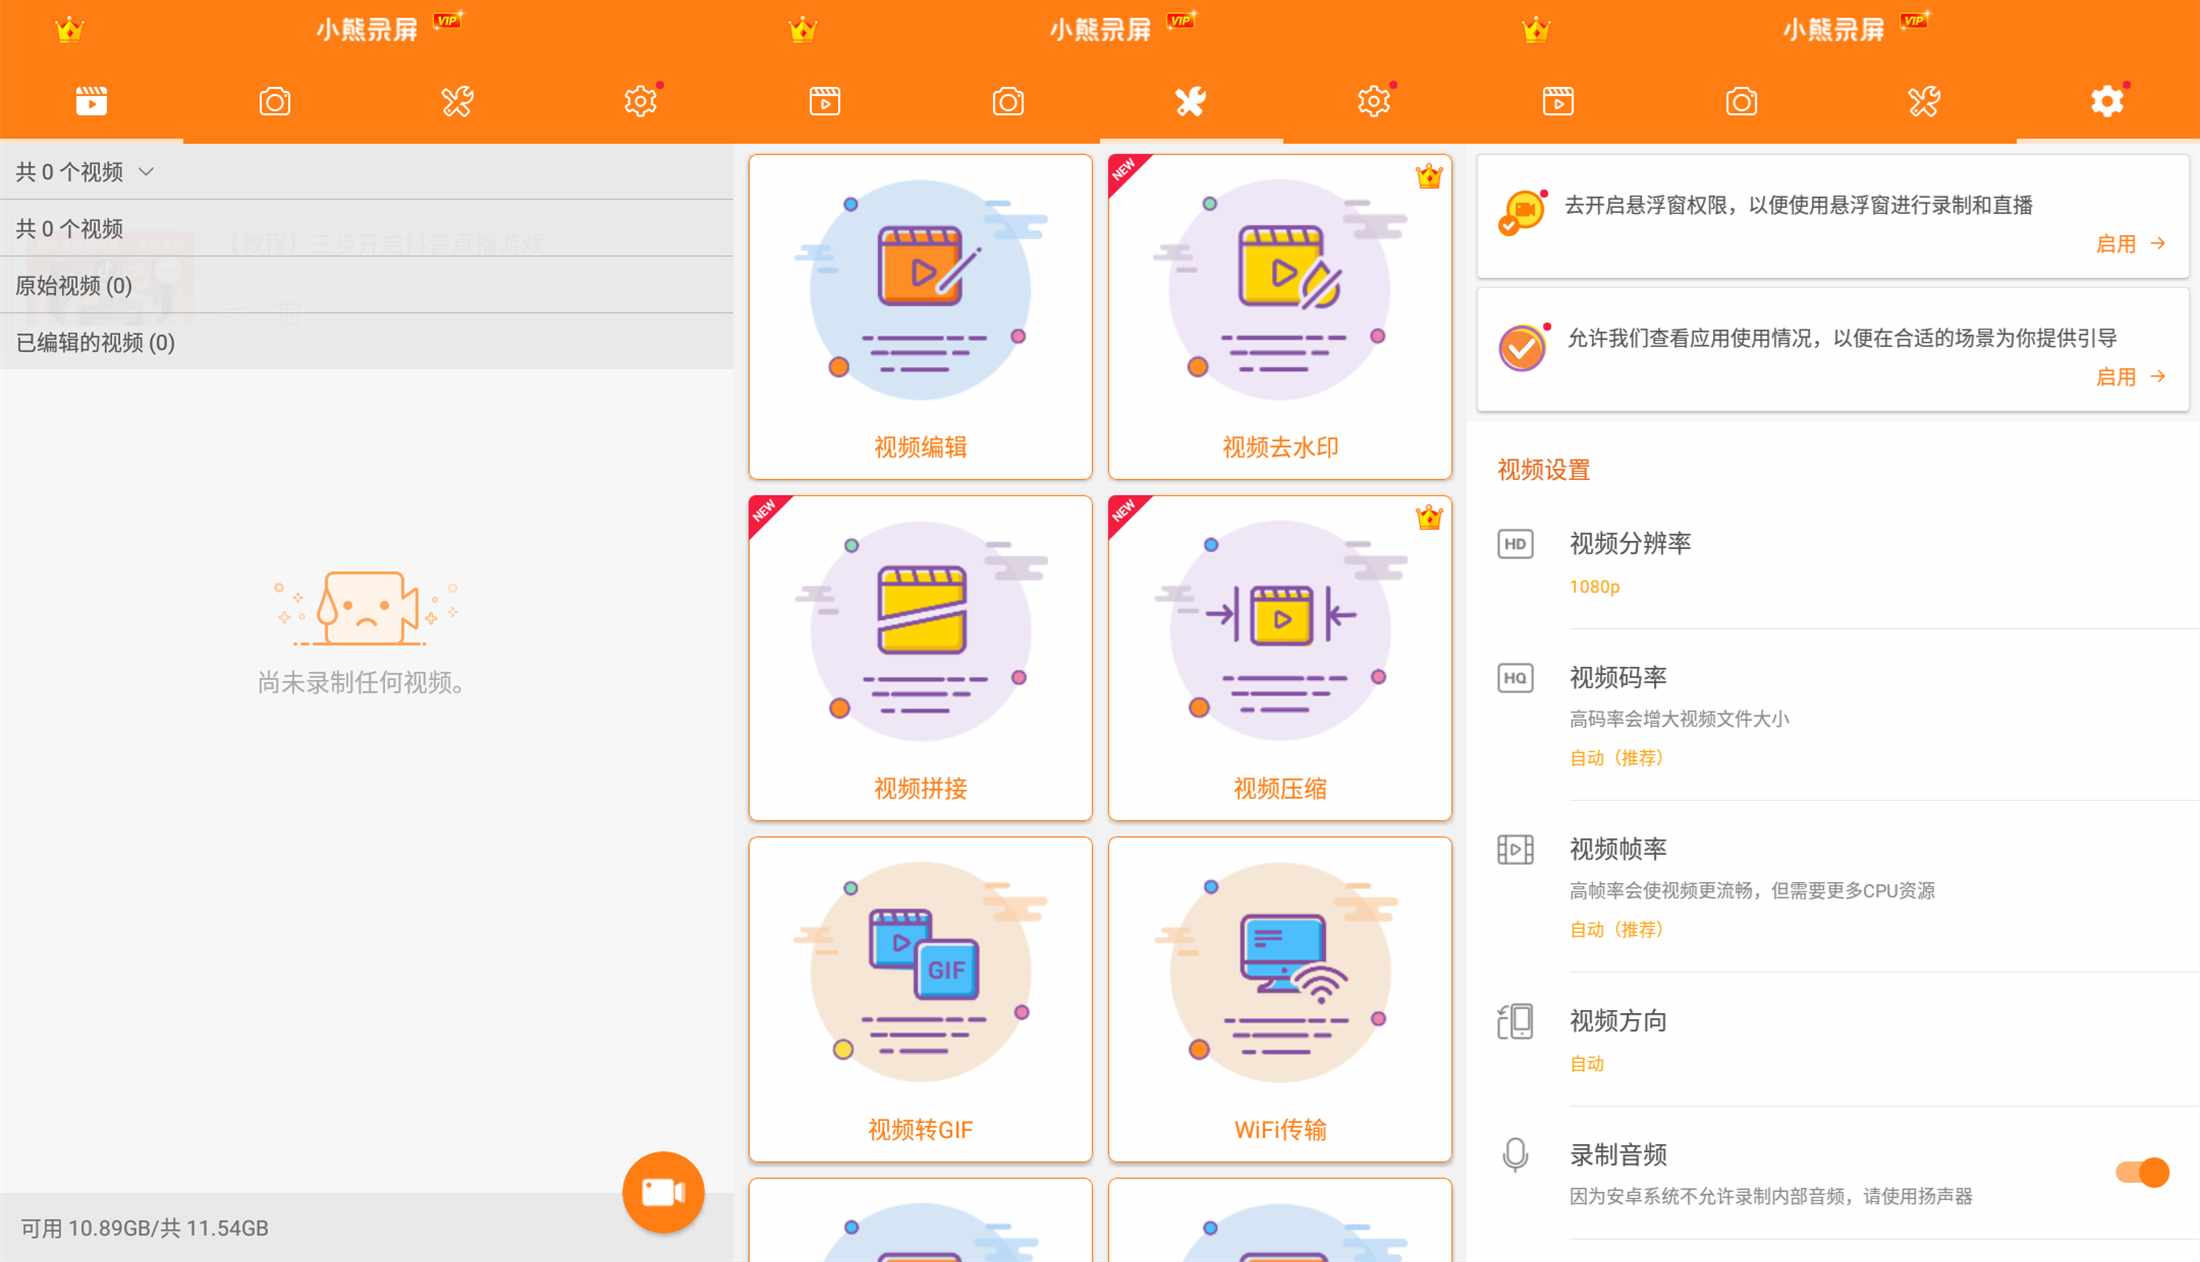 小熊录屏 VIP
共 0 个视频
共 0 个视频
原始视频 (0)
已编辑的视频 (0)
尚未录制任何视频。
可用 10.89GB/共 11.54GB
小熊录屏 VIP
视频编辑
NEW
视频去水印
NEW
视频拼接
NEW
视频压缩
GIF
视频转GIF
WiFi传输
小熊录屏 VIP
去开启悬浮窗权限，以便使用悬浮窗进行录制和直播
启用
允许我们查看应用使用情况，以便在合适的场景为你提供引导
启用
视频设置
HD
视频分辨率
1080p
HQ
视频码率
高码率会增大视频文件大小
自动（推荐）
视频帧率
高帧率会使视频更流畅，但需要更多CPU资源
自动（推荐）
视频方向
自动
录制音频
因为安卓系统不允许录制内部音频，请使用扬声器